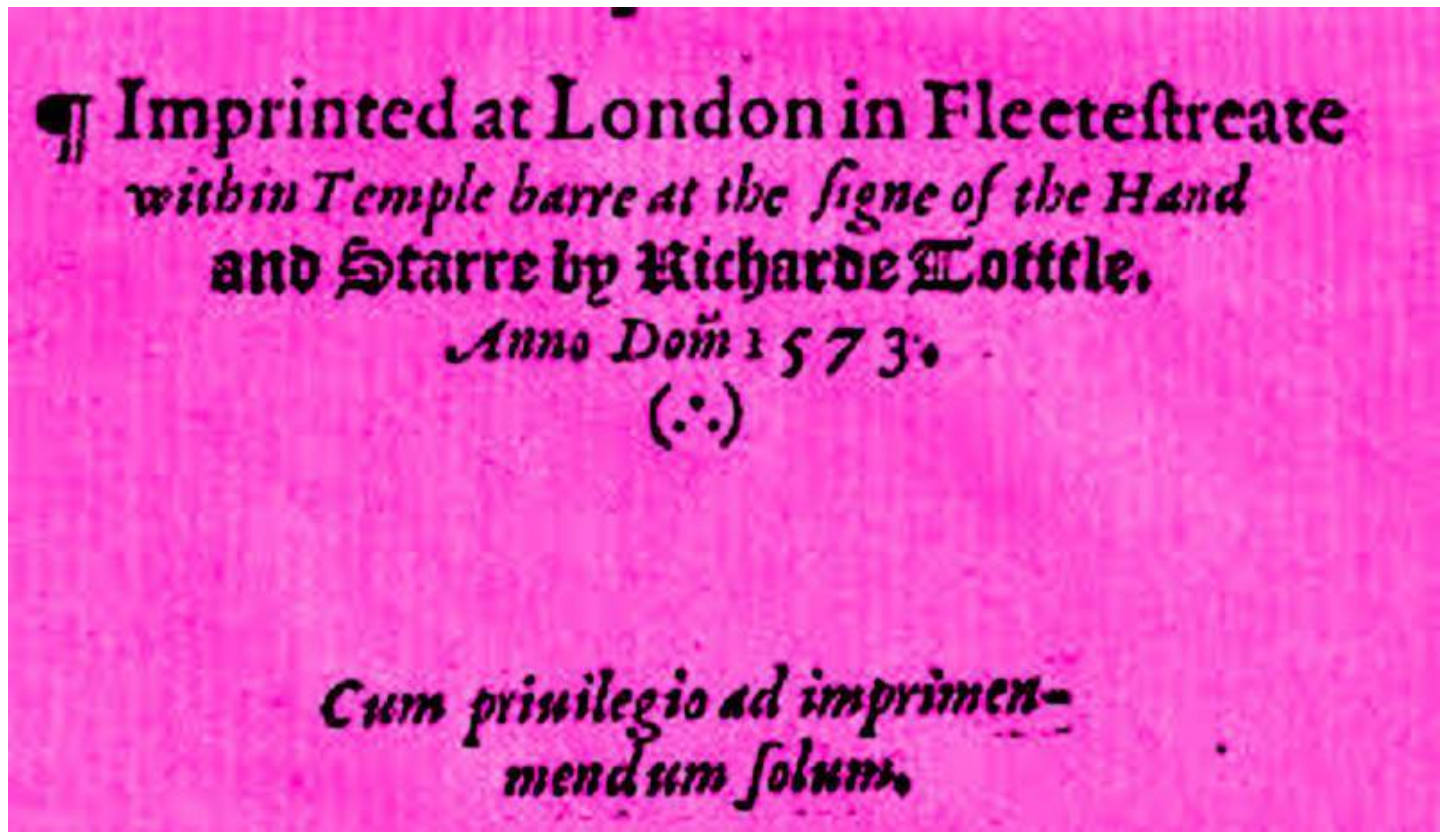 ¶ Imprinted at London in Fleeteſtreate
within Temple barre at the ſigne of the Hand
and Starre by Richarde Totttle.
Anno Dom̃ 1573.
(∴)
Cum priuilegio ad imprimen-
mendum ſolum.